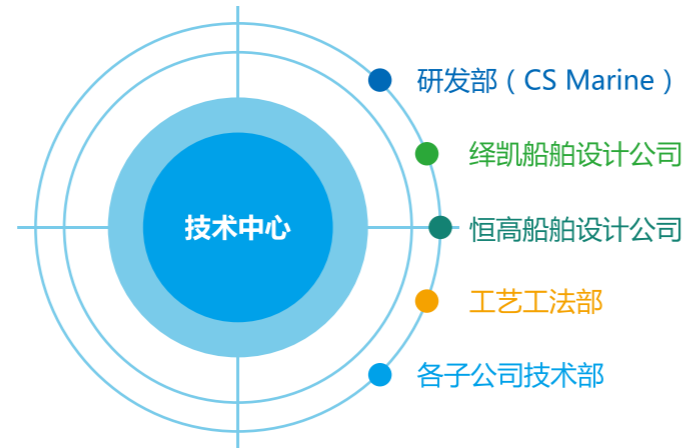 研发部（CS Marine）
绎凯船舶设计公司
技术中心
恒高船舶设计公司
工艺工法部
各子公司技术部